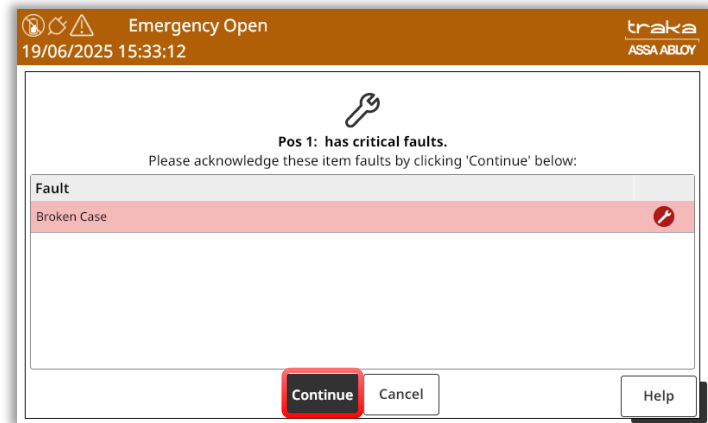 Emergency Open
traka
19/06/2025 15:33:12
ASSA ABLOY
Pos 1:  has critical faults.
Please acknowledge these item faults by clicking 'Continue' below:
Fault
Broken Case
Continue
Cancel
Help